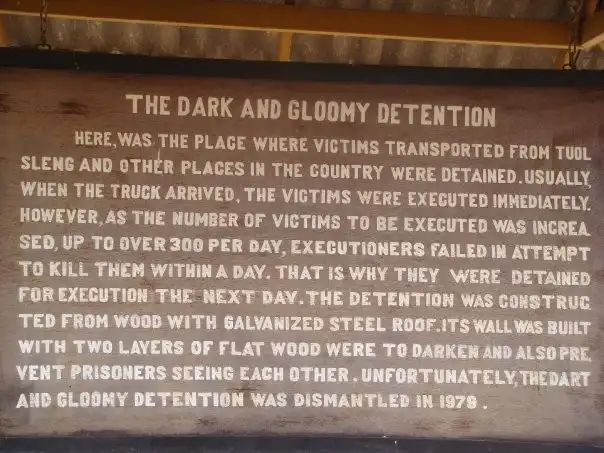 THE DARK AND GLOOMY DETENTION
HERE, WAS THE PLACE WHERE VICTIMS TRANSPORTED FROM TUOL
SLENG AND OTHER PLACES IN THE COUNTRY WERE DETAINED. USUALLY,
WHEN THE TRUCK ARRIVED, THE VICTIMS WERE EXECUTED IMMEDIATELY.
HOWEVER, AS THE NUMBER OF VICTIMS TO BE EXECUTED WAS INCREA
SED, UP TO OVER 300 PER DAY, EXECUTIONERS FAILED IN ATTEMPT
TO KILL THEM WITHIN A DAY. THAT IS WHY THEY WERE DETAINED
FOR EXECUTION THE NEXT DAY. THE DETENTION WAS CONSTRUC
TED FROM WOOD WITH GALVANIZED STEEL ROOF. ITS WALL WAS BUILT
WITH TWO LAYERS OF FLAT WOOD WERE TO DARKEN AND ALSO PRE
VENT PRISONERS SEEING EACH OTHER. UNFORTUNATELY, THE DART
AND GLOOMY DETENTION WAS DISMANTLED IN 1979.